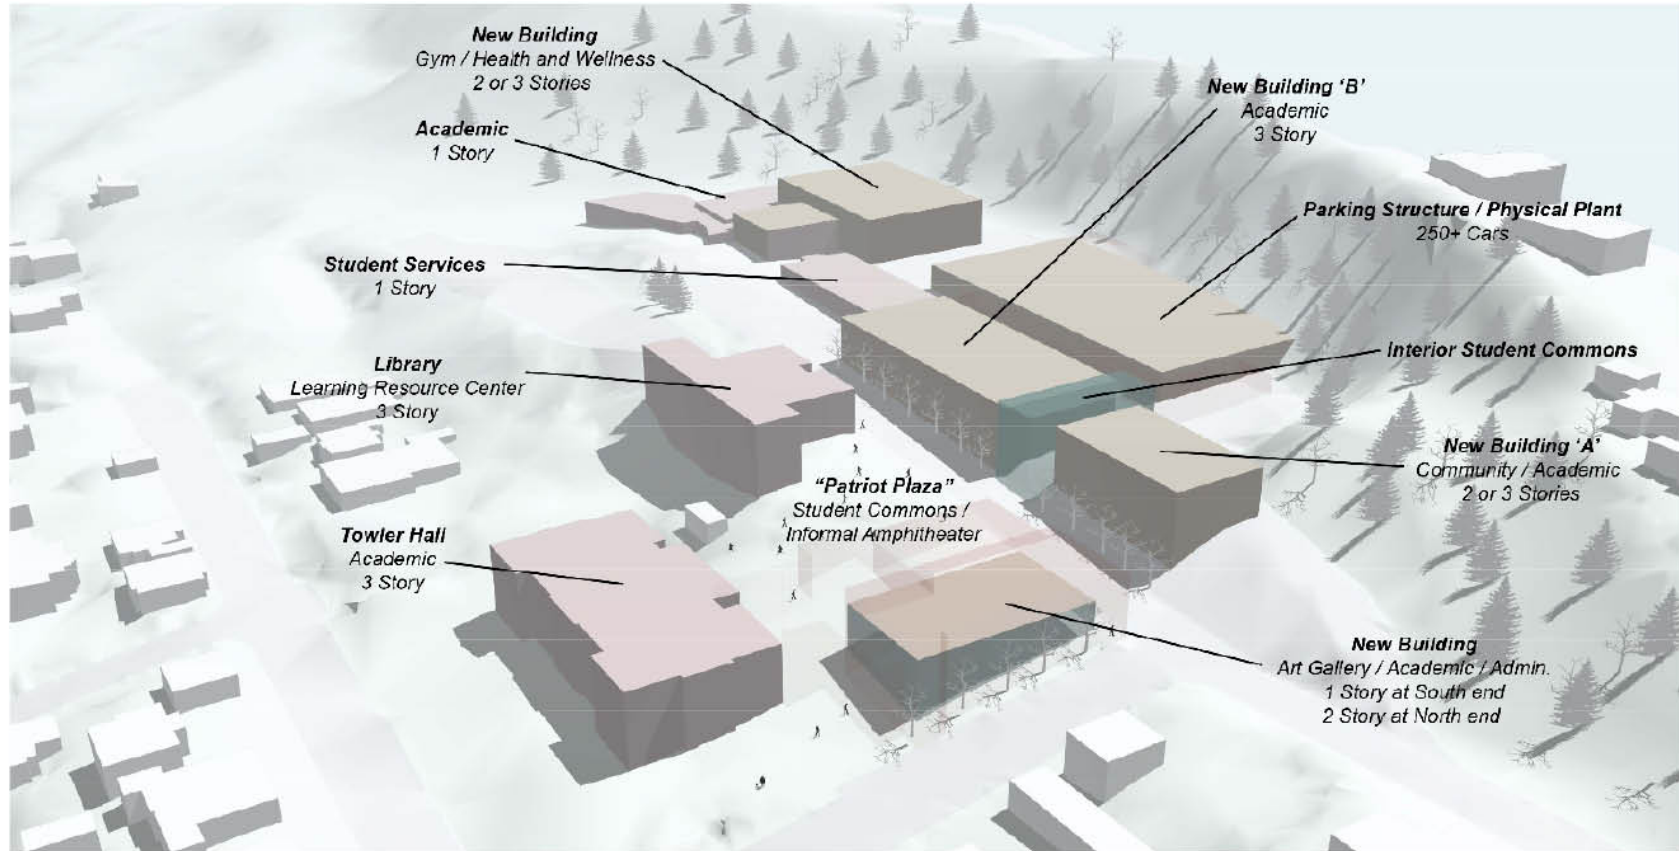 New Building
Gym / Health and Wellness
2 or 3 Stories
New Building ‘B’
Academic
3 Story
Academic
1 Story
Parking Structure / Physical Plant
250+ Cars
Student Services
1 Story
Interior Student Commons
Library
Learning Resource Center
3 Story
New Building ‘A’
Community / Academic
2 or 3 Stories
“Patriot Plaza”
Student Commons /
Informal Amphitheater
Towler Hall
Academic
3 Story
New Building
Art Gallery / Academic / Admin.
1 Story at South end
2 Story at North end